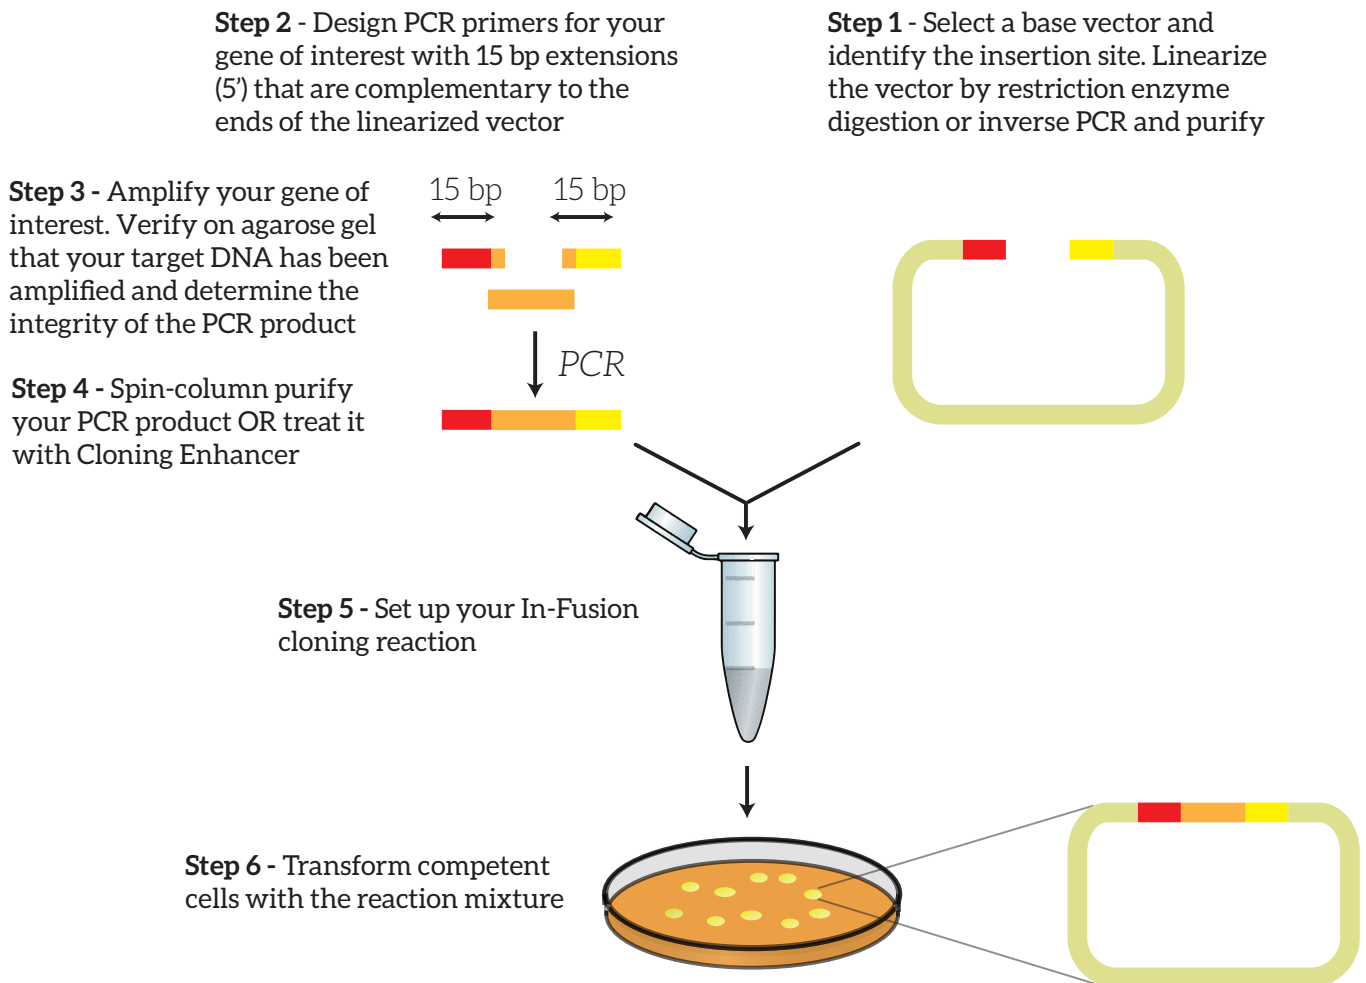 Step 2 - Design PCR primers for your
gene of interest with 15 bp extensions
(5’) that are complementary to the
ends of the linearized vector
Step 1 - Select a base vector and
identify the insertion site. Linearize
the vector by restriction enzyme
digestion or inverse PCR and purify
Step 3 - Amplify your gene of
interest. Verify on agarose gel
that your target DNA has been
amplified and determine the
integrity of the PCR product
15 bp
15 bp
PCR
Step 4 - Spin-column purify
your PCR product OR treat it
with Cloning Enhancer
Step 5 - Set up your In-Fusion
cloning reaction
Step 6 - Transform competent
cells with the reaction mixture